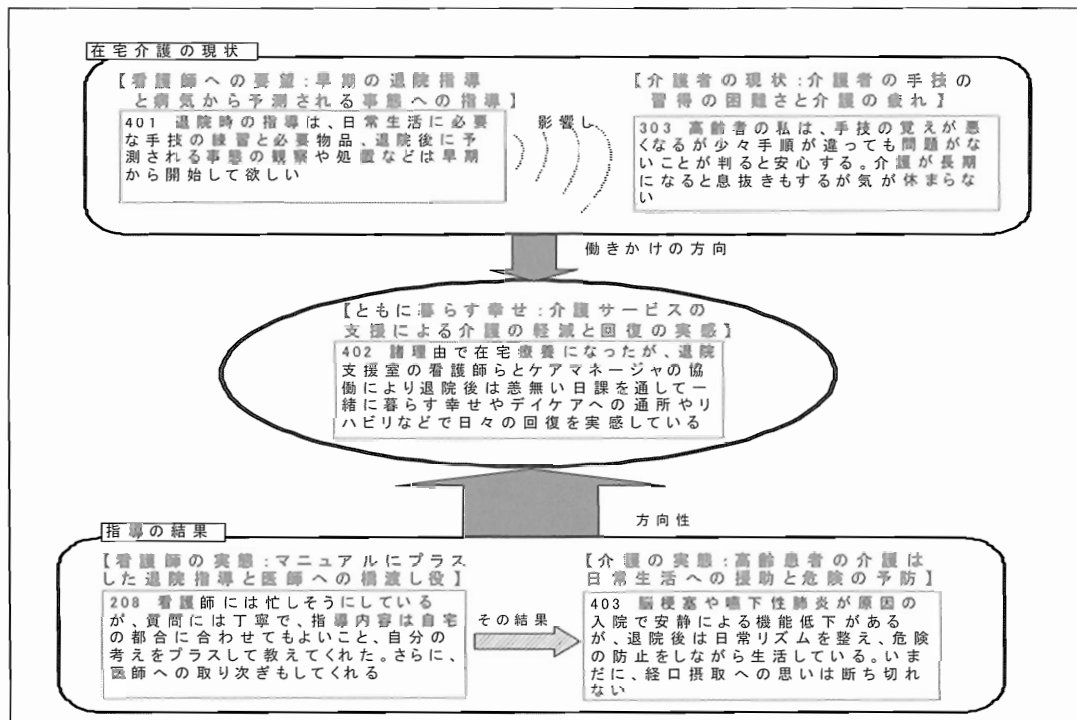 在宅介護の現状
【看護師への要望:早期の退院指導
と病気から予測される事態への指導】
401 退院時の指導は、日常生活に必要
な手技の練習と必要物品、退院後に予
測される事態の観察や処置などは早期
から開始して欲しい
影響し
【介護者の現状:介護者の手技の
習得の困難さと介護の疲れ】
303 高齢者の私は、手技の覚えが悪
くなるが少々手順が違っても問題がな
いことが判ると安心する。介護が長期
になると息抜きもするが気が休まらな
い
働きかけの方向
【ともに暮らす幸せ:介護サービスの
支援による介護の軽減と回復の実感】
402 諸理由で在宅療養になったが、退院
支援室の看護師らとケアマネージャの協
働により退院後は恙無い日課を通して一
緒に暮らす幸せやデイケアへの通所やリ
ハビリなどで日々の回復を実感している
方向性
指導の結果
【看護師の実態:マニュアルにプラス
した退院指導と医師への橋渡し役】
208 看護師には忙しそうにしている
が、質問には丁寧で、指導内容は自宅
の都合に合わせてもよいこと、自分の
考えをプラスして教えてくれた。さらに、
医師への取り次ぎもしてくれる
その結果
【介護の実態:高齢患者の介護は
日常生活への援助と危険の予防】
403 脳梗塞や嚥下性肺炎が原因の
入院で安静による機能低下がある
が、退院後は日常リズムを整え、危険
の防止をしながら生活している。いま
だに、経口摂取への思いは断ち切れ
ない